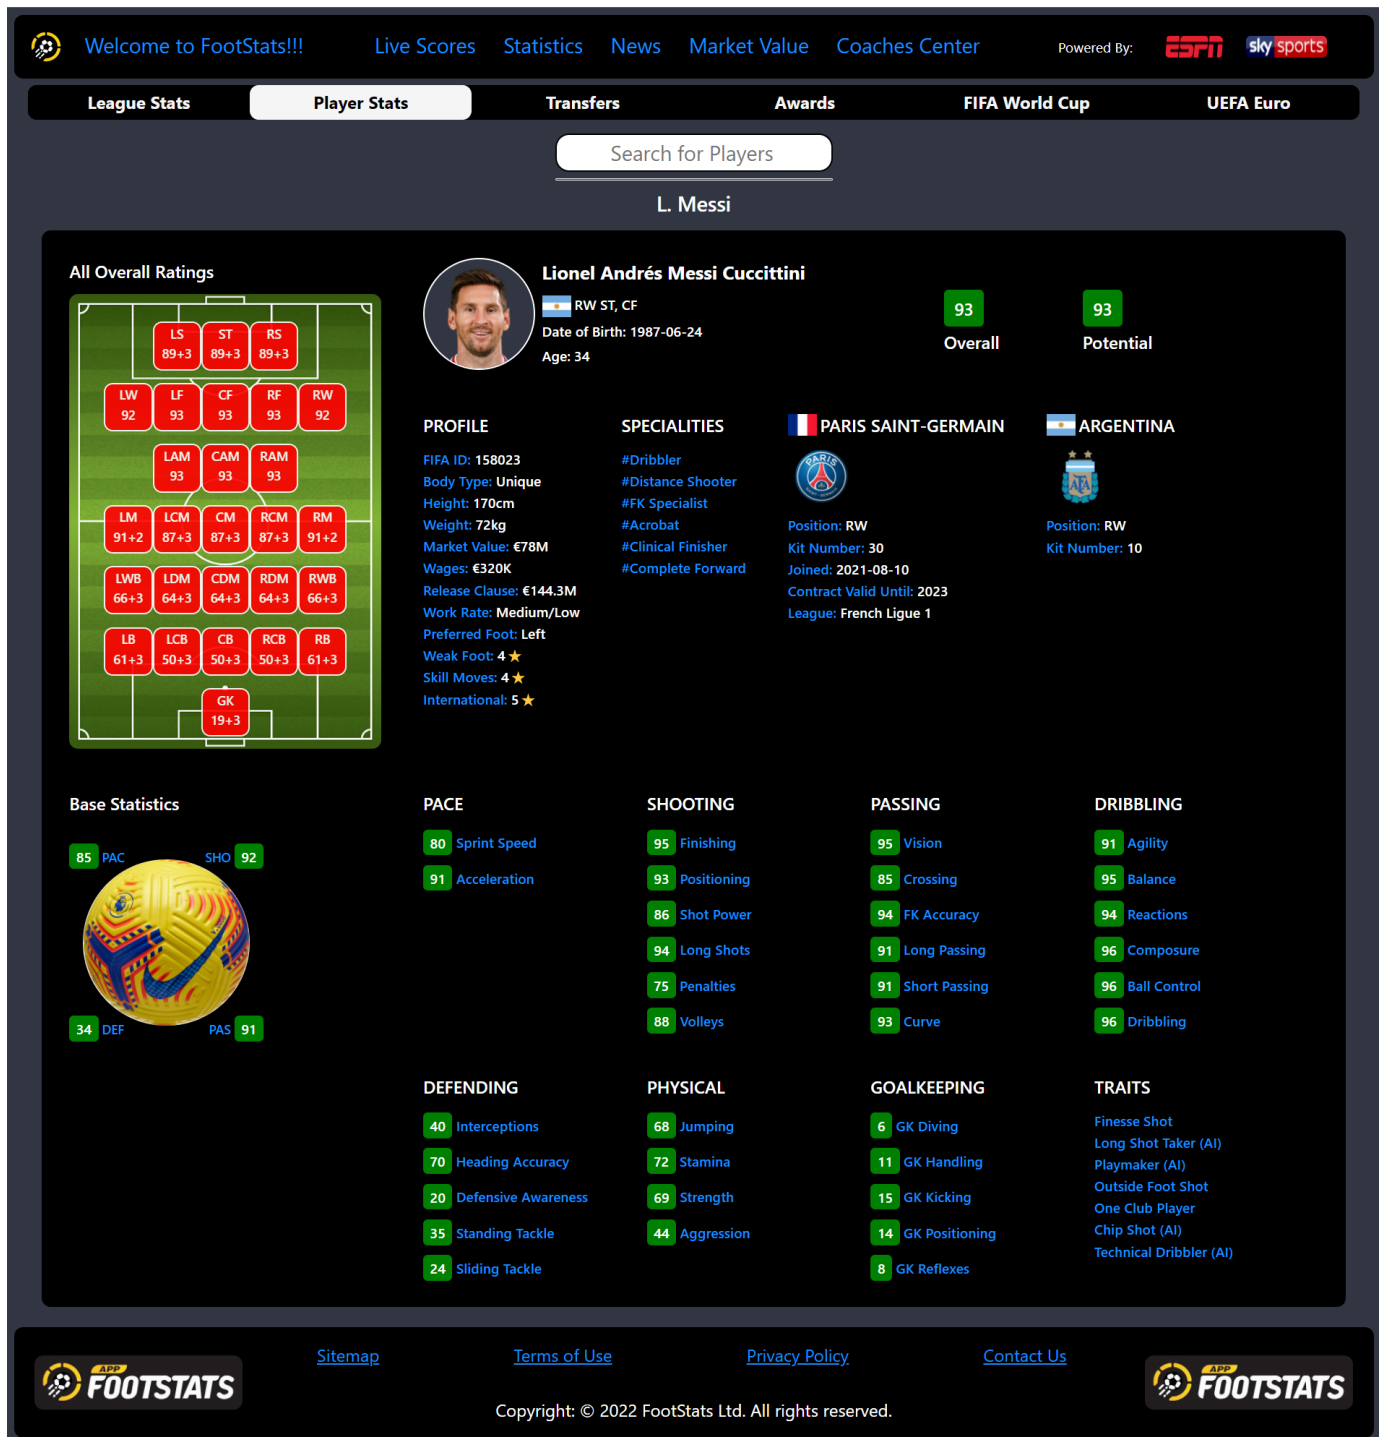 Welcome to FootStats!!!
Live Scores
Statistics
News
Market Value
Coaches Center
Powered By:
ESPN
sky sports
League Stats
Player Stats
Transfers
Awards
FIFA World Cup
UEFA Euro
Search for Players
L. Messi
All Overall Ratings
LS
89+3
ST
89+3
RS
89+3
LW
92
LF
93
CF
93
RF
93
RW
92
LAM
93
CAM
93
RAM
93
LM
91+2
LCM
87+3
CM
87+3
RCM
87+3
RM
91+2
LWB
66+3
LDM
64+3
CDM
64+3
RDM
64+3
RWB
66+3
LB
61+3
LCB
50+3
CB
50+3
RCB
50+3
RB
61+3
GK
19+3
Lionel Andrés Messi Cuccittini
RW ST, CF
Date of Birth: 1987-06-24
Age: 34
93
Overall
93
Potential
PROFILE
FIFA ID: 158023
Body Type: Unique
Height: 170cm
Weight: 72kg
Market Value: €78M
Wages: €320K
Release Clause: €144.3M
Work Rate: Medium/Low
Preferred Foot: Left
Weak Foot: 4
Skill Moves: 4
International: 5
SPECIALITIES
#Dribbler
#Distance Shooter
#FK Specialist
#Acrobat
#Clinical Finisher
#Complete Forward
PARIS SAINT-GERMAIN
PARIS
Position: RW
Kit Number: 30
Joined: 2021-08-10
Contract Valid Until: 2023
League: French Ligue 1
ARGENTINA
AFA
Position: RW
Kit Number: 10
Base Statistics
85 PAC
SHO 92
34 DEF
PAS 91
PACE
80 Sprint Speed
91 Acceleration
SHOOTING
95 Finishing
93 Positioning
86 Shot Power
94 Long Shots
75 Penalties
88 Volleys
PASSING
95 Vision
85 Crossing
94 FK Accuracy
91 Long Passing
91 Short Passing
93 Curve
DRIBBLING
91 Agility
95 Balance
94 Reactions
96 Composure
96 Ball Control
96 Dribbling
DEFENDING
40 Interceptions
70 Heading Accuracy
20 Defensive Awareness
35 Standing Tackle
24 Sliding Tackle
PHYSICAL
68 Jumping
72 Stamina
69 Strength
44 Aggression
GOALKEEPING
6 GK Diving
11 GK Handling
15 GK Kicking
14 GK Positioning
8 GK Reflexes
TRAITS
Finesse Shot
Long Shot Taker (AI)
Playmaker (AI)
Outside Foot Shot
One Club Player
Chip Shot (AI)
Technical Dribbler (AI)
APP
FOOTSTATS
Sitemap
Terms of Use
Privacy Policy
Contact Us
Copyright: © 2022 FootStats Ltd. All rights reserved.
APP
FOOTSTATS